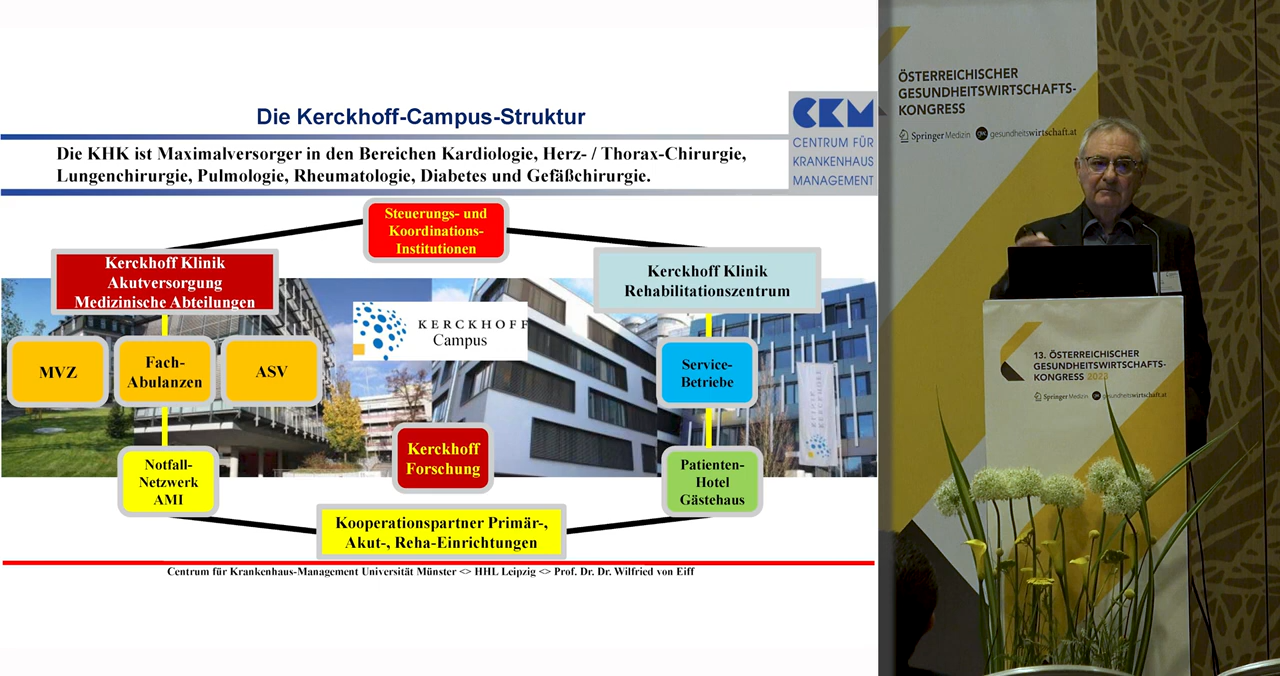 Die Kerckhoff-Campus-Struktur
CKM
CENTRUM FÜR
KRANKENHAUS
MANAGEMENT
Die KHK ist Maximalversorger in den Bereichen Kardiologie, Herz- / Thorax-Chirurgie,
Lungenchirurgie, Pulmologie, Rheumatologie, Diabetes und Gefäßchirurgie.
Steuerungs- und
Koordinations-
Institutionen
Kerckhoff Klinik
Akutversorgung
Medizinische Abteilungen
Kerckhoff Klinik
Rehabilitationszentrum
KERCKHOFF
Campus
MVZ
Fach-
Abulanzen
ASV
Service-
Betriebe
Kerckhoff
Forschung
Notfall-
Netzwerk
AMI
Patienten-
Hotel
Gästehaus
Kooperationspartner Primär-,
Akut-, Reha-Einrichtungen
Centrum für Krankenhaus-Management Universität Münster <> HHL Leipzig <> Prof. Dr. Dr. Wilfried von Eiff
ÖSTERREICHISCHER
GESUNDHEITSWIRTSCHAFTS-
KONGRESS
Springer Medizin gesundheitswirtschaft.at
13. ÖSTERREICHISCHER
GESUNDHEITSWIRTSCHAFTS-
KONGRESS 2023
Springer Medizin gesundheitswirtschaft.at